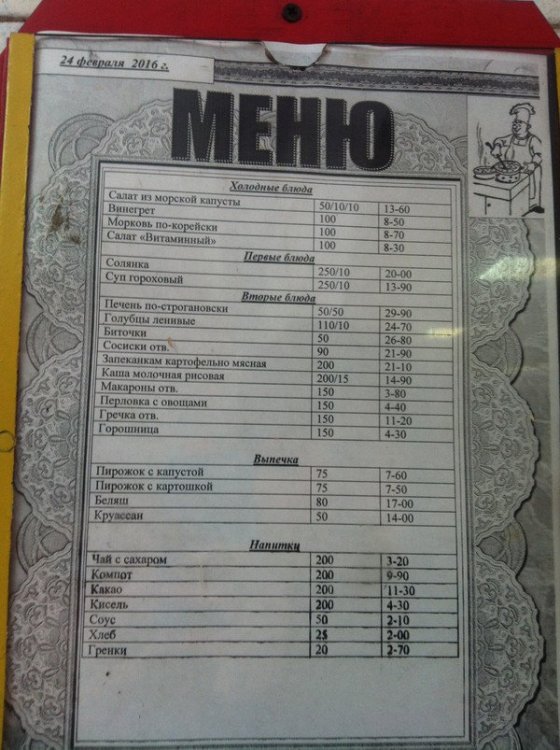 24 февраля 2016 г.
МЕНЮ
Холодные блюда
Салат из морской капусты 50/10/10 13-60
Винегрет 100 8-50
Морковь по-корейски 100 8-70
Салат «Витаминный» 100 8-30
Первые блюда
Солянка 250/10 20-00
Суп гороховый 250/10 13-90
Вторые блюда
Печень по-строгановски 50/50 29-90
Голубцы ленивые 110/10 24-70
Биточки 50 26-80
Сосиски отв. 90 21-90
Запеканкам картофельно мясная 200 21-10
Каша молочная рисовая 200/15 14-90
Макароны отв. 150 3-80
Перловка с овощами 150 4-40
Гречка отв. 150 11-20
Горошница 150 4-30
Выпечка
Пирожок с капустой 75 7-60
Пирожок с картошкой 75 7-50
Беляш 80 17-00
Круассан 50 14-00
Напитки
Чай с сахаром 200 3-20
Компот 200 9-90
Какао 200 11-30
Кисель 200 4-30
Соус 50 2-10
Хлеб 25 2-00
Гренки 20 2-70